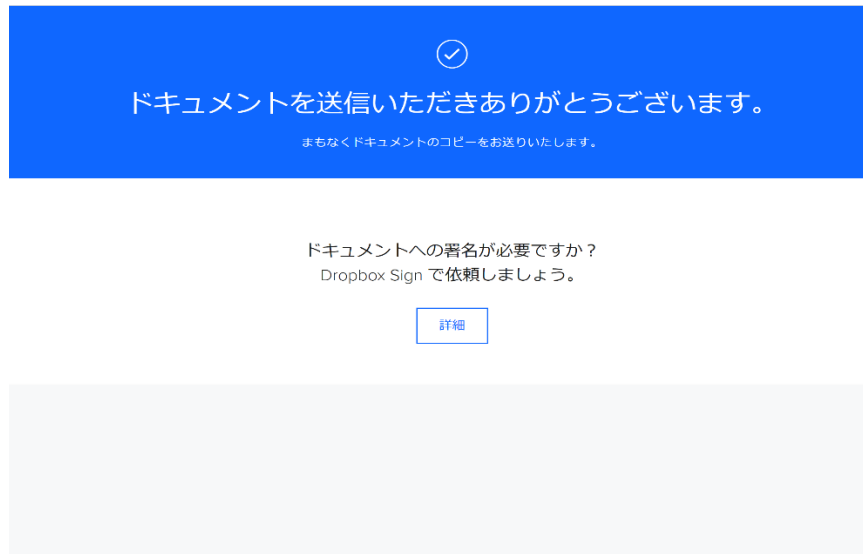 ドキュメントを送信いただきありがとうございます。
まもなくドキュメントのコピーをお送りいたします。
ドキュメントへの署名が必要ですか？
Dropbox Sign で依頼しましょう。
詳細